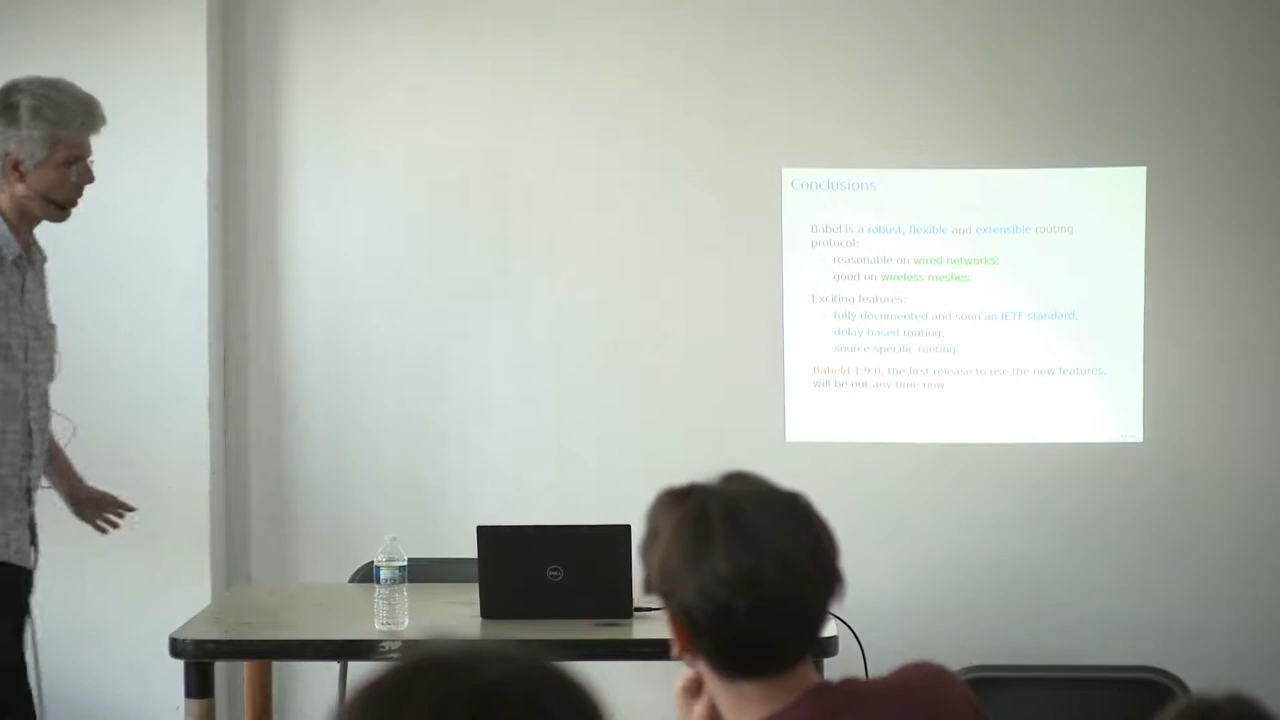 Conclusions
Babel is a robust, flexible and extensible routing
protocol:
reasonable on wired networks;
good on wireless meshes.
Exciting features:
fully documented and soon an IETF standard;
delay-based routing;
source-specific routing.
Babeld 1.9.0, the first release to use the new features,
will be out any time now
DELL